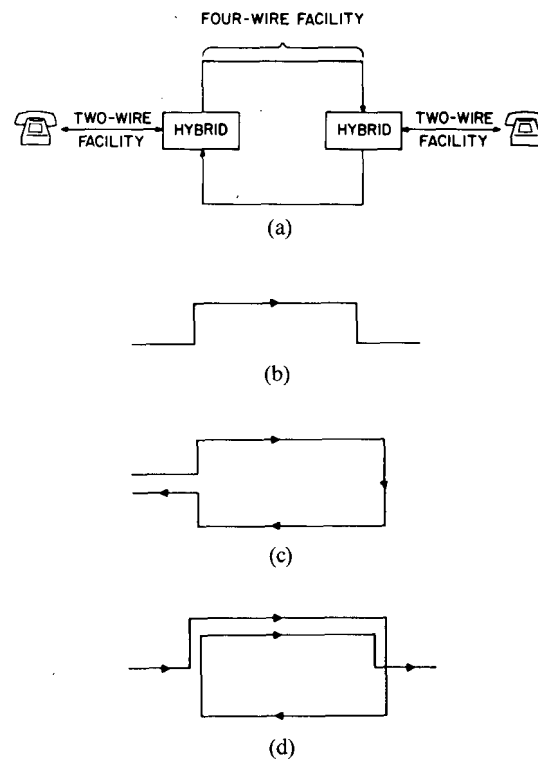 FOUR-WIRE FACILITY
TWO-WIRE FACILITY
HYBRID
HYBRID
TWO-WIRE FACILITY
(a)
(b)
(c)
(d)